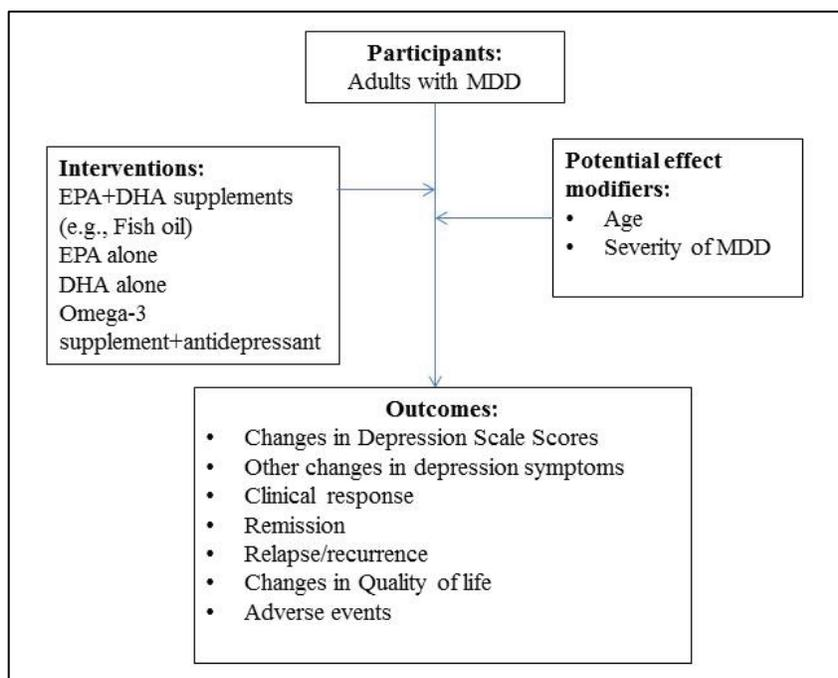 Participants:
Adults with MDD
Interventions:
EPA+DHA supplements
(e.g., Fish oil)
EPA alone
DHA alone
Omega-3
supplement+antidepressant
Potential effect
modifiers:
• Age
• Severity of MDD
Outcomes:
• Changes in Depression Scale Scores
• Other changes in depression symptoms
• Clinical response
• Remission
• Relapse/recurrence
• Changes in Quality of life
• Adverse events